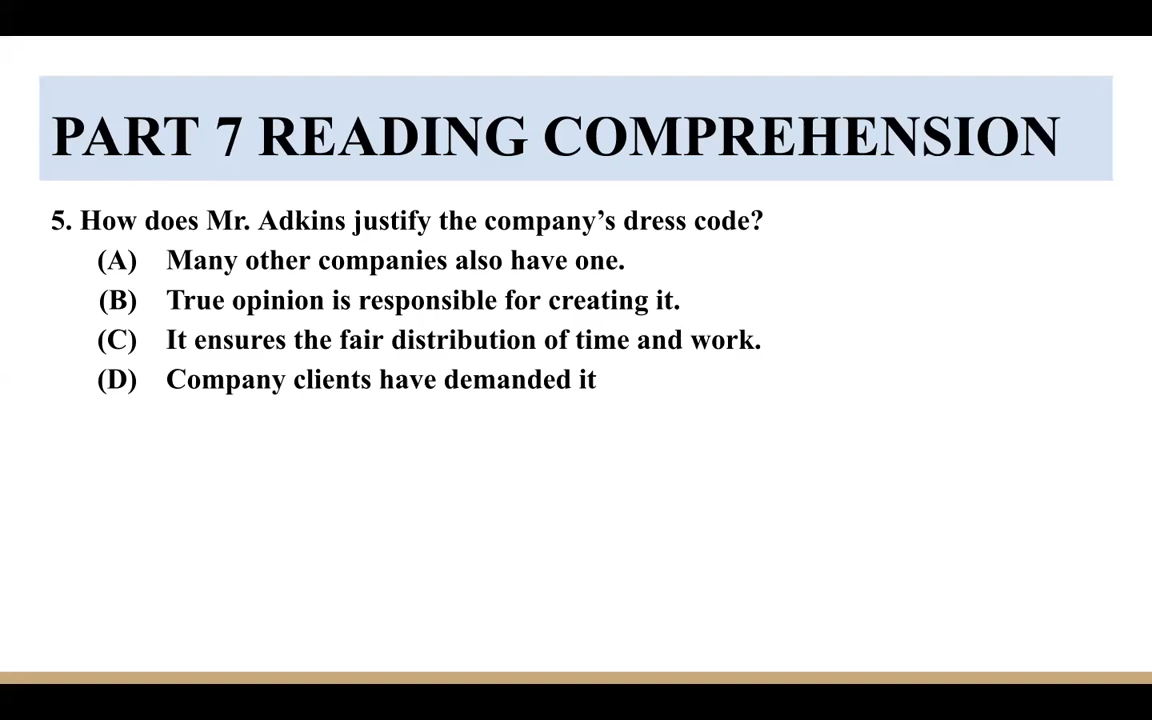 PART 7 READING COMPREHENSION
5. How does Mr. Adkins justify the company’s dress code?
(A) Many other companies also have one.
(B) True opinion is responsible for creating it.
(C) It ensures the fair distribution of time and work.
(D) Company clients have demanded it